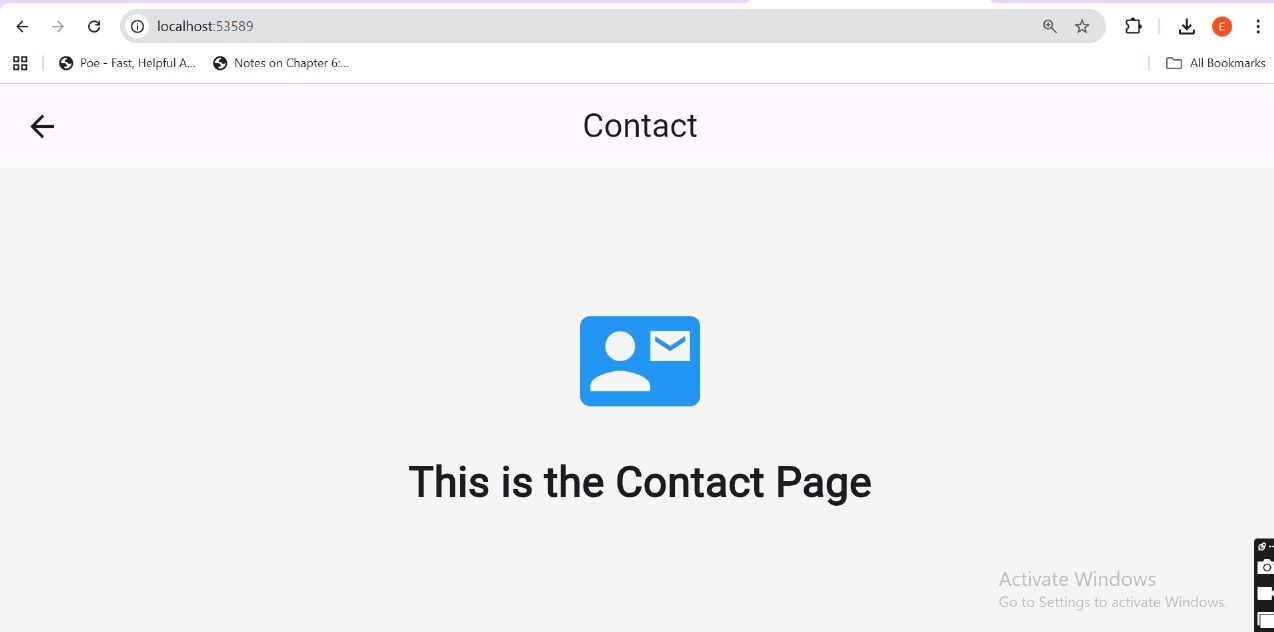 localhost:53589
E
Poe - Fast, Helpful A...
Notes on Chapter 6:...
All Bookmarks
Contact
This is the Contact Page
Activate Windows
Go to Settings to activate Windows.